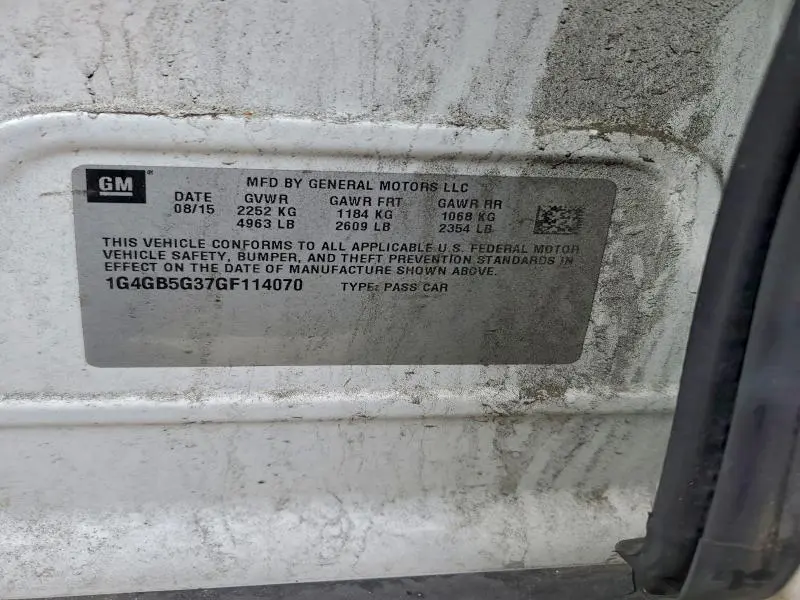 GM
MFD BY GENERAL MOTORS LLC
DATE GVWR GAWR FRT GAWR RR
08/15 2252 KG 1184 KG 1068 KG
4963 LB 2609 LB 2354 LB
THIS VEHICLE CONFORMS TO ALL APPLICABLE U.S. FEDERAL MOTOR
VEHICLE SAFETY, BUMPER, AND THEFT PREVENTION STANDARDS IN
EFFECT ON THE DATE OF MANUFACTURE SHOWN ABOVE.
1G4GB5G37GF114070 TYPE: PASS CAR